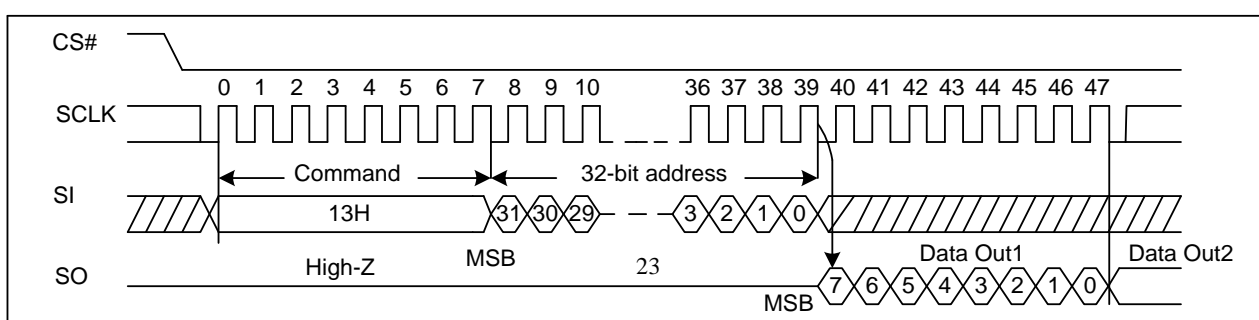 CS#
0 1 2 3 4 5 6 7 8 9 10 36 37 38 39 40 41 42 43 44 45 46 47
SCLK
Command 32-bit address
SI
13H 31 30 29 3 2 1 0
MSB Data Out1 Data Out2
SO High-Z 23
MSB 7 6 5 4 3 2 1 0